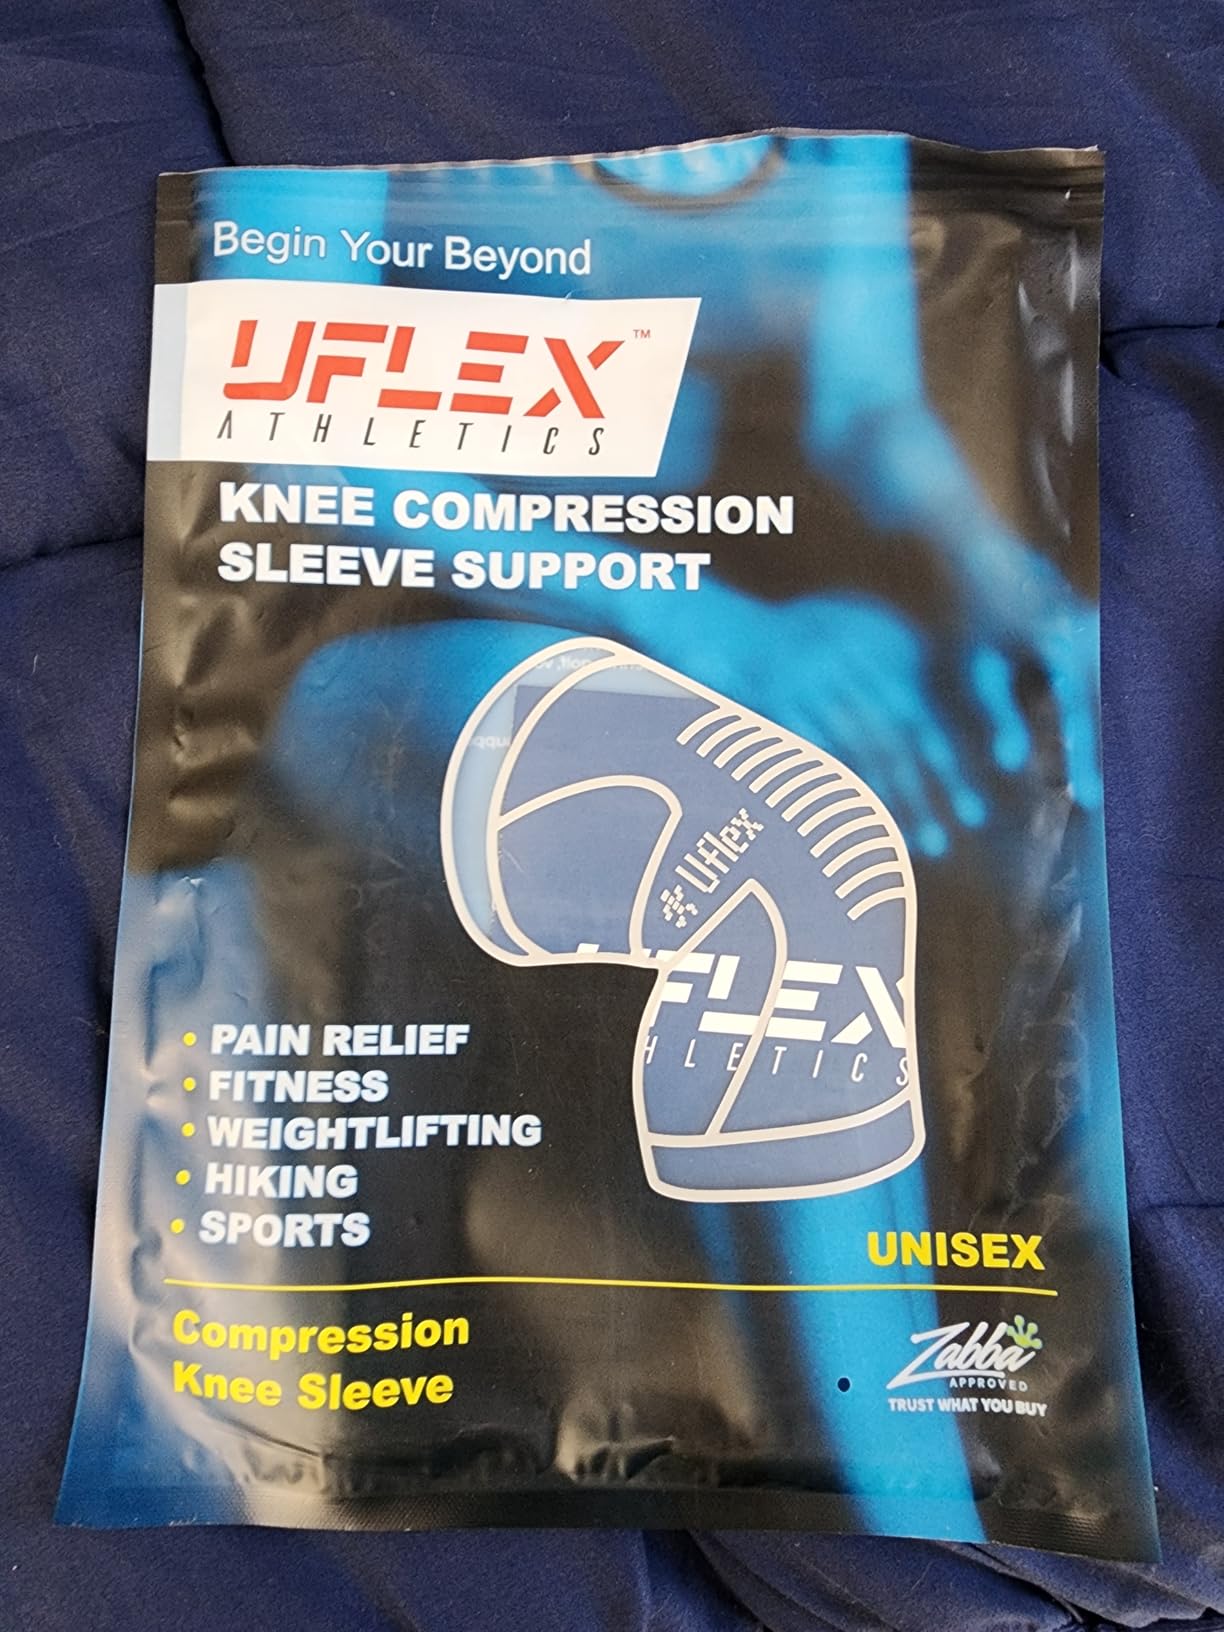 Begin Your Beyond
UFLEX™
ATHLETICS
KNEE COMPRESSION
SLEEVE SUPPORT
Uflex
UFLEX
ATHLETICS
• PAIN RELIEF
• FITNESS
• WEIGHTLIFTING
• HIKING
• SPORTS
UNISEX
Compression
Knee Sleeve
Zabba
APPROVED
TRUST WHAT YOU BUY